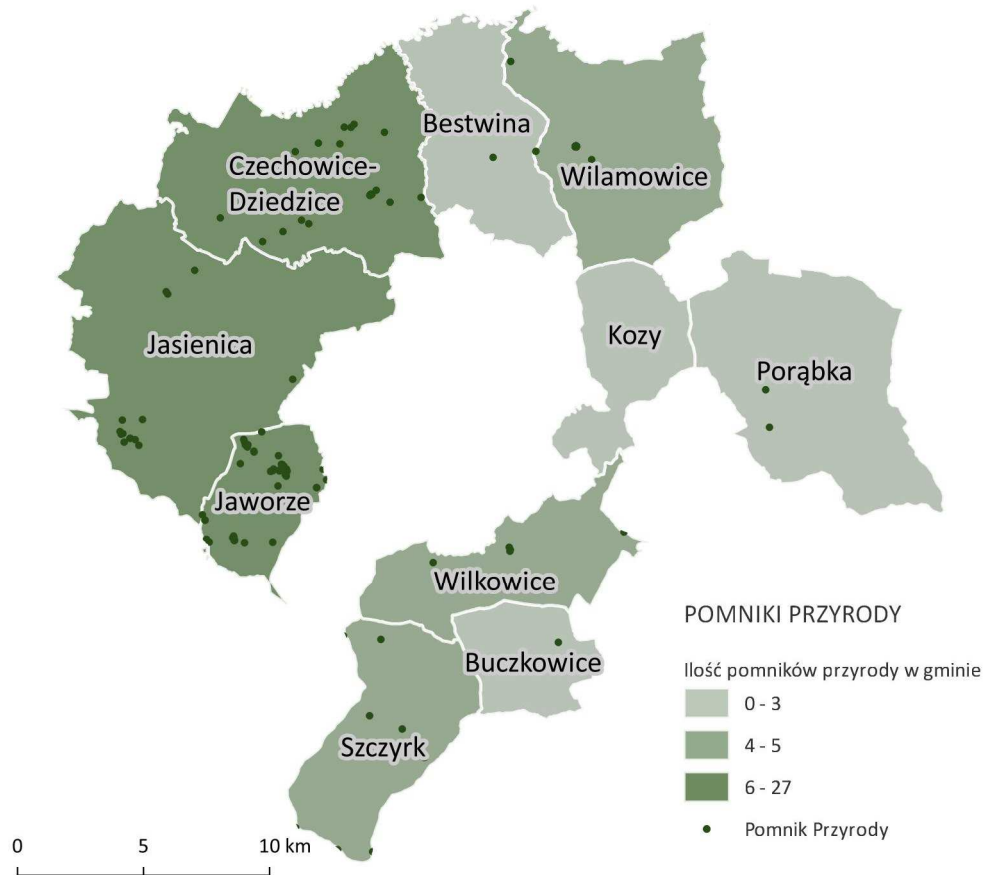 Bestwina
Czechowice-
Dziedzice
Wilamowice
Jasienica
Kozy
Porąbka
Jaworze
Wilkowice
Buczkowice
Szczyrk
POMNIKI PRZYRODY
Ilość pomników przyrody w gminie
0 - 3
4 - 5
6 - 27
Pomnik Przyrody
0 5 10 km